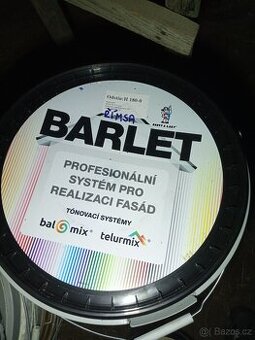 ŘÍMSA
BARLET
PROFESIONÁLNÍ
SYSTÉM PRO
REALIZACI FASÁD
TÓNOVACÍ SYSTÉMY
balmix telurmix
Bazoš.cz